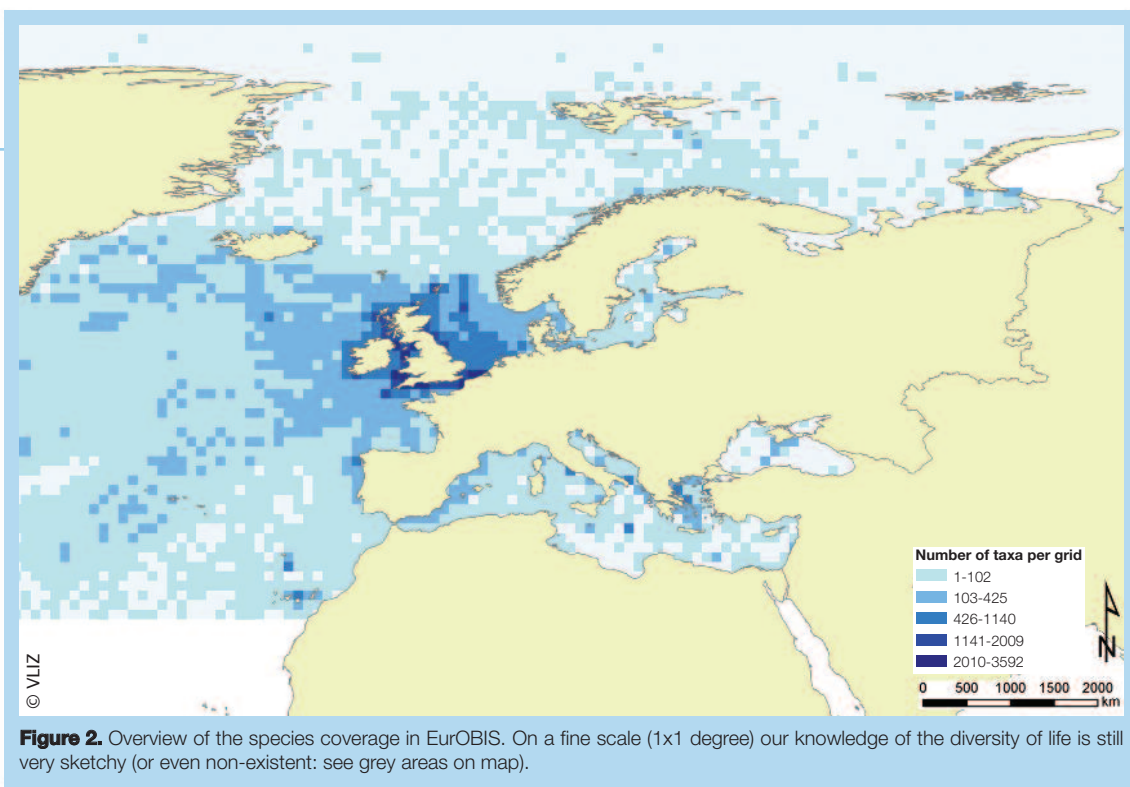 Number of taxa per grid
1-102
103-425
426-1140
1141-2009
2010-3592
N
0 500 1000 1500 2000
km
© VLIZ
Figure 2. Overview of the species coverage in EurOBIS. On a fine scale (1x1 degree) our knowledge of the diversity of life is still
very sketchy (or even non-existent: see grey areas on map).